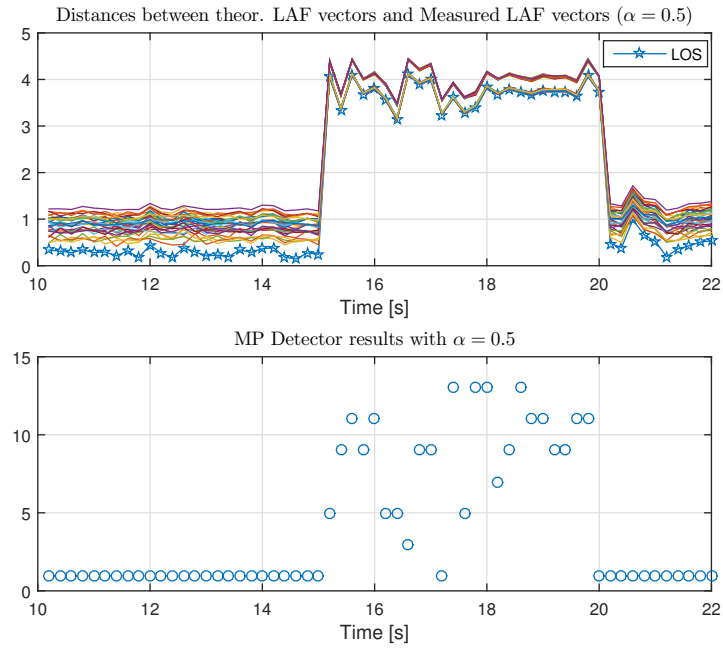 Distances between theor. LAF vectors and Measured LAF vectors (α = 0.5)
5
4
3
2
1
0
LOS
10 12 14 16 18 20 22
Time [s]
MP Detector results with α = 0.5
15
10
5
0
10 12 14 16 18 20 22
Time [s]